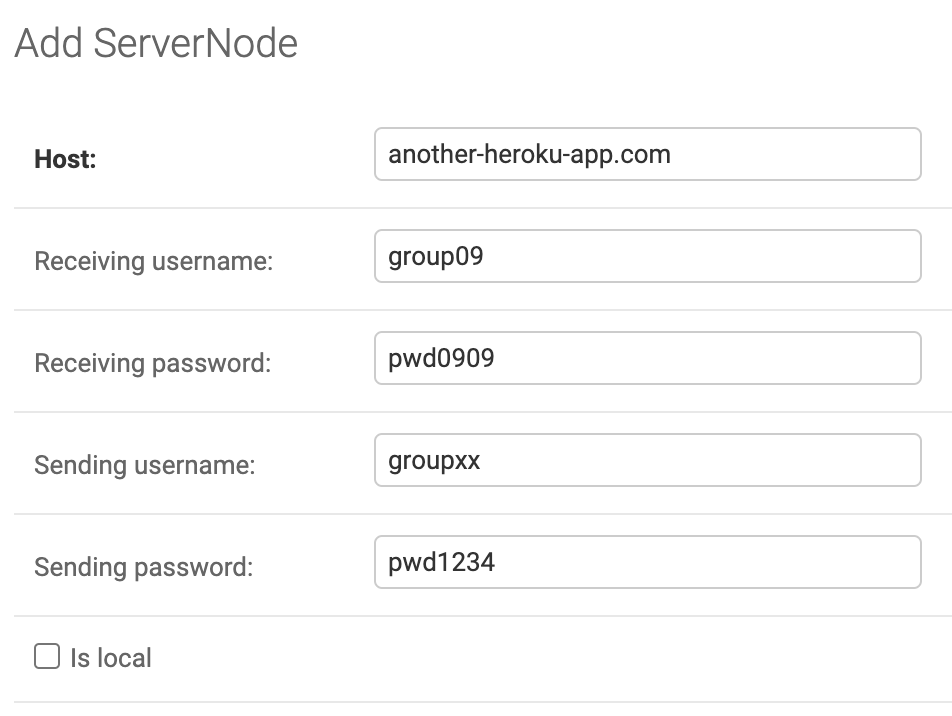 Add ServerNode
Host: another-heroku-app.com
Receiving username: group09
Receiving password: pwd0909
Sending username: groupxx
Sending password: pwd1234
Is local